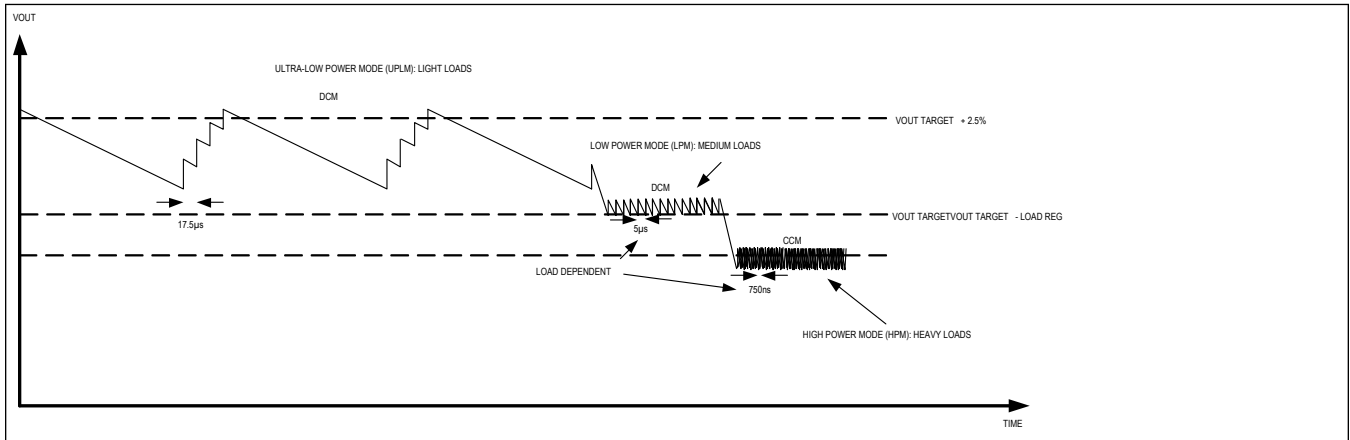 VOUT
ULTRA-LOW POWER MODE (UPLM): LIGHT LOADS
DCM
VOUT TARGET + 2.5%
LOW POWER MODE (LPM): MEDIUM LOADS
DCM
17.5µs
VOUT TARGETVOUT TARGET - LOAD REG
5µs
CCM
LOAD DEPENDENT
750ns
HIGH POWER MODE (HPM): HEAVY LOADS
TIME